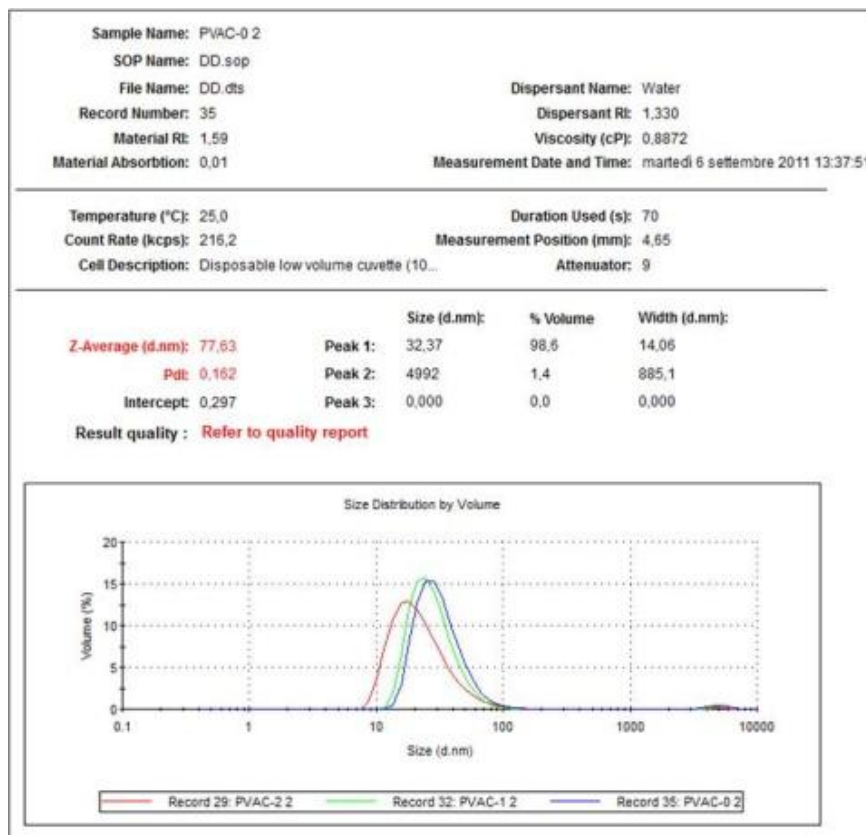 Sample Name: PVAC-0 2
SOP Name: DD.sop
File Name: DD.dts Dispersant Name: Water
Record Number: 35 Dispersant RI: 1,330
Material RI: 1,59 Viscosity (cP): 0,8872
Material Absorbtion: 0,01 Measurement Date and Time: martedì 6 settembre 2011 13:37:51
Temperature (°C): 25,0 Duration Used (s): 70
Count Rate (kcps): 216,2 Measurement Position (mm): 4,65
Cell Description: Disposable low volume cuvette (10... Attenuator: 9
Size (d.nm): % Volume Width (d.nm):
Z-Average (d.nm): 77,63 Peak 1: 32,37 98,6 14,06
PdI: 0,162 Peak 2: 4992 1,4 885,1
Intercept: 0,297 Peak 3: 0,000 0,0 0,000
Result quality : Refer to quality report
Size Distribution by Volume
20
15
10
5
0
Volume (%)
0.1 1 10 100 1000 10000
Size (d.nm)
Record 29: PVAC-2 2 Record 32: PVAC-1 2 Record 35: PVAC-0 2